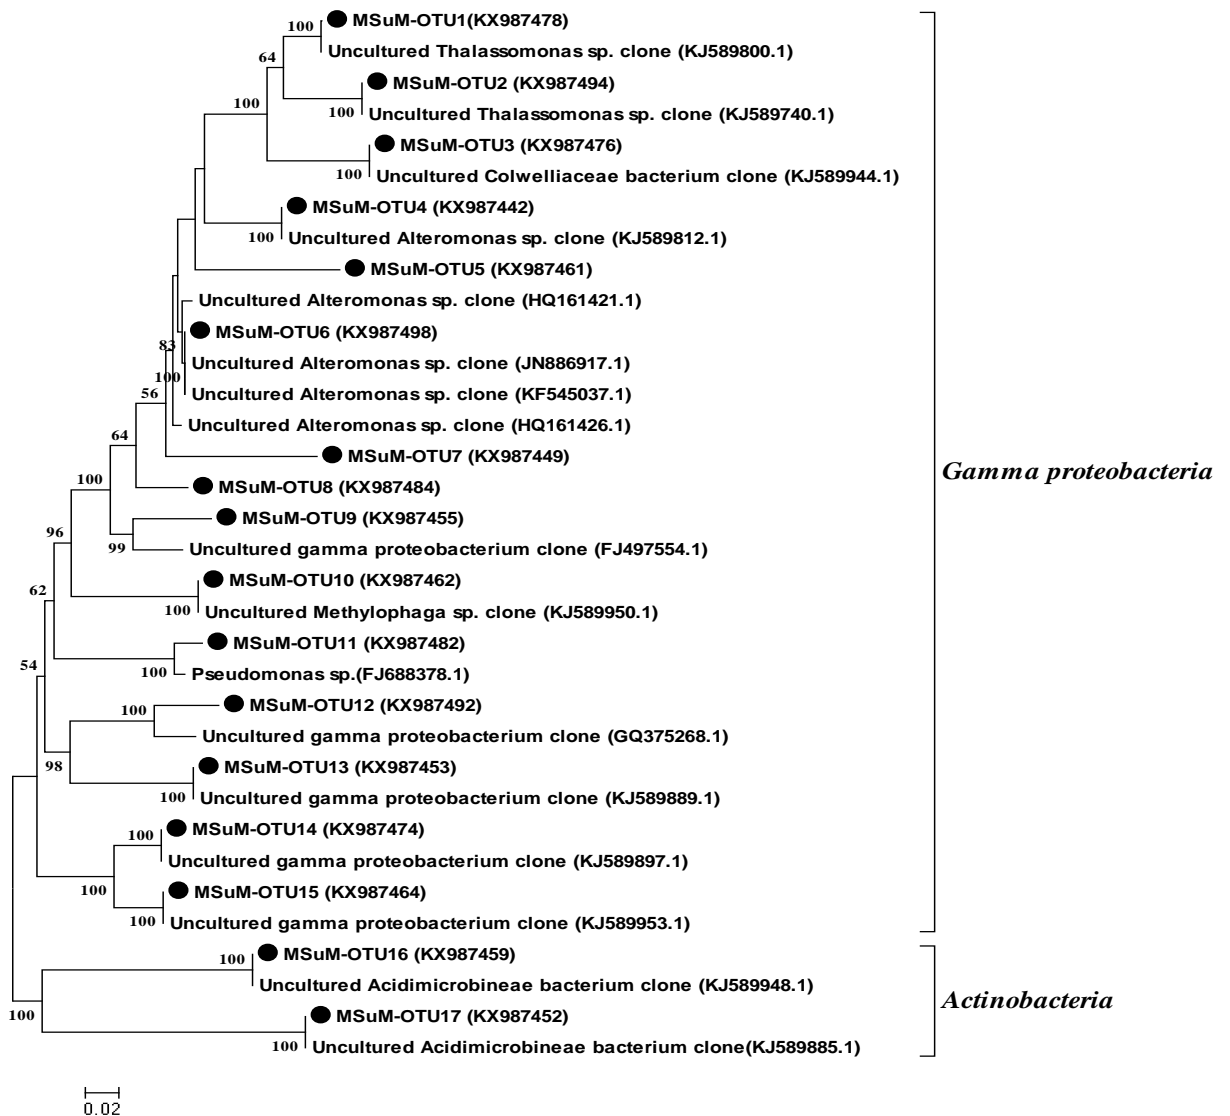 100 MSuM-OTU1(KX987478)
Uncultured Thalassomonas sp. clone (KJ589800.1)
64
MSuM-OTU2 (KX987494)
100
100 Uncultured Thalassomonas sp. clone (KJ589740.1)
MSuM-OTU3 (KX987476)
100 Uncultured Colwelliaceae bacterium clone (KJ589944.1)
MSuM-OTU4 (KX987442)
100 Uncultured Alteromonas sp. clone (KJ589812.1)
MSuM-OTU5 (KX987461)
Uncultured Alteromonas sp. clone (HQ161421.1)
MSuM-OTU6 (KX987498)
83
Uncultured Alteromonas sp. clone (JN886917.1)
100
Uncultured Alteromonas sp. clone (KF545037.1)
56
Uncultured Alteromonas sp. clone (HQ161426.1)
64
MSuM-OTU7 (KX987449)
Gamma proteobacteria
100
MSuM-OTU8 (KX987484)
MSuM-OTU9 (KX987455)
96
99 Uncultured gamma proteobacterium clone (FJ497554.1)
MSuM-OTU10 (KX987462)
62
100 Uncultured Methylophaga sp. clone (KJ589950.1)
MSuM-OTU11 (KX987482)
54
100 Pseudomonas sp.(FJ688378.1)
100 MSuM-OTU12 (KX987492)
Uncultured gamma proteobacterium clone (GQ375268.1)
98
MSuM-OTU13 (KX987453)
100 Uncultured gamma proteobacterium clone (KJ589889.1)
100 MSuM-OTU14 (KX987474)
Uncultured gamma proteobacterium clone (KJ589897.1)
100
MSuM-OTU15 (KX987464)
100 Uncultured gamma proteobacterium clone (KJ589953.1)
100 MSuM-OTU16 (KX987459)
Uncultured Acidimicrobineae bacterium clone (KJ589948.1)
Actinobacteria
100
MSuM-OTU17 (KX987452)
100 Uncultured Acidimicrobineae bacterium clone(KJ589885.1)
0.02